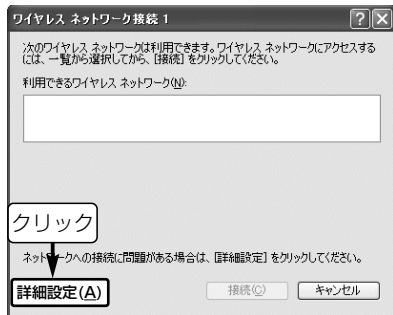 ワイヤレス ネットワーク接続 1
次のワイヤレス ネットワークは利用できます。ワイヤレス ネットワークにアクセスする
には、一覧から選択してから、[接続] をクリックしてください。
利用できるワイヤレス ネットワーク(N):
クリック
ネットワークへの接続に問題がある場合は、[詳細設定] をクリックしてください。
詳細設定(A)
接続(C)
キャンセル